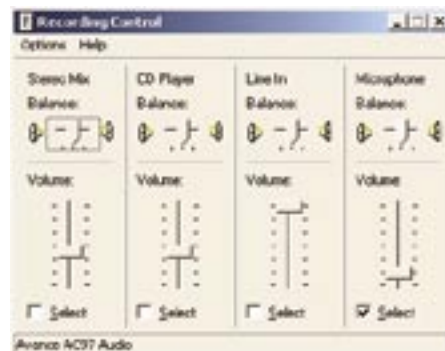 Recording Control
Options Help
Stereo Mix CD Player Line In Microphone
Balance: Balance: Balance: Balance:
Volume: Volume: Volume: Volume
Select Select Select Select
Avance AC97 Audio